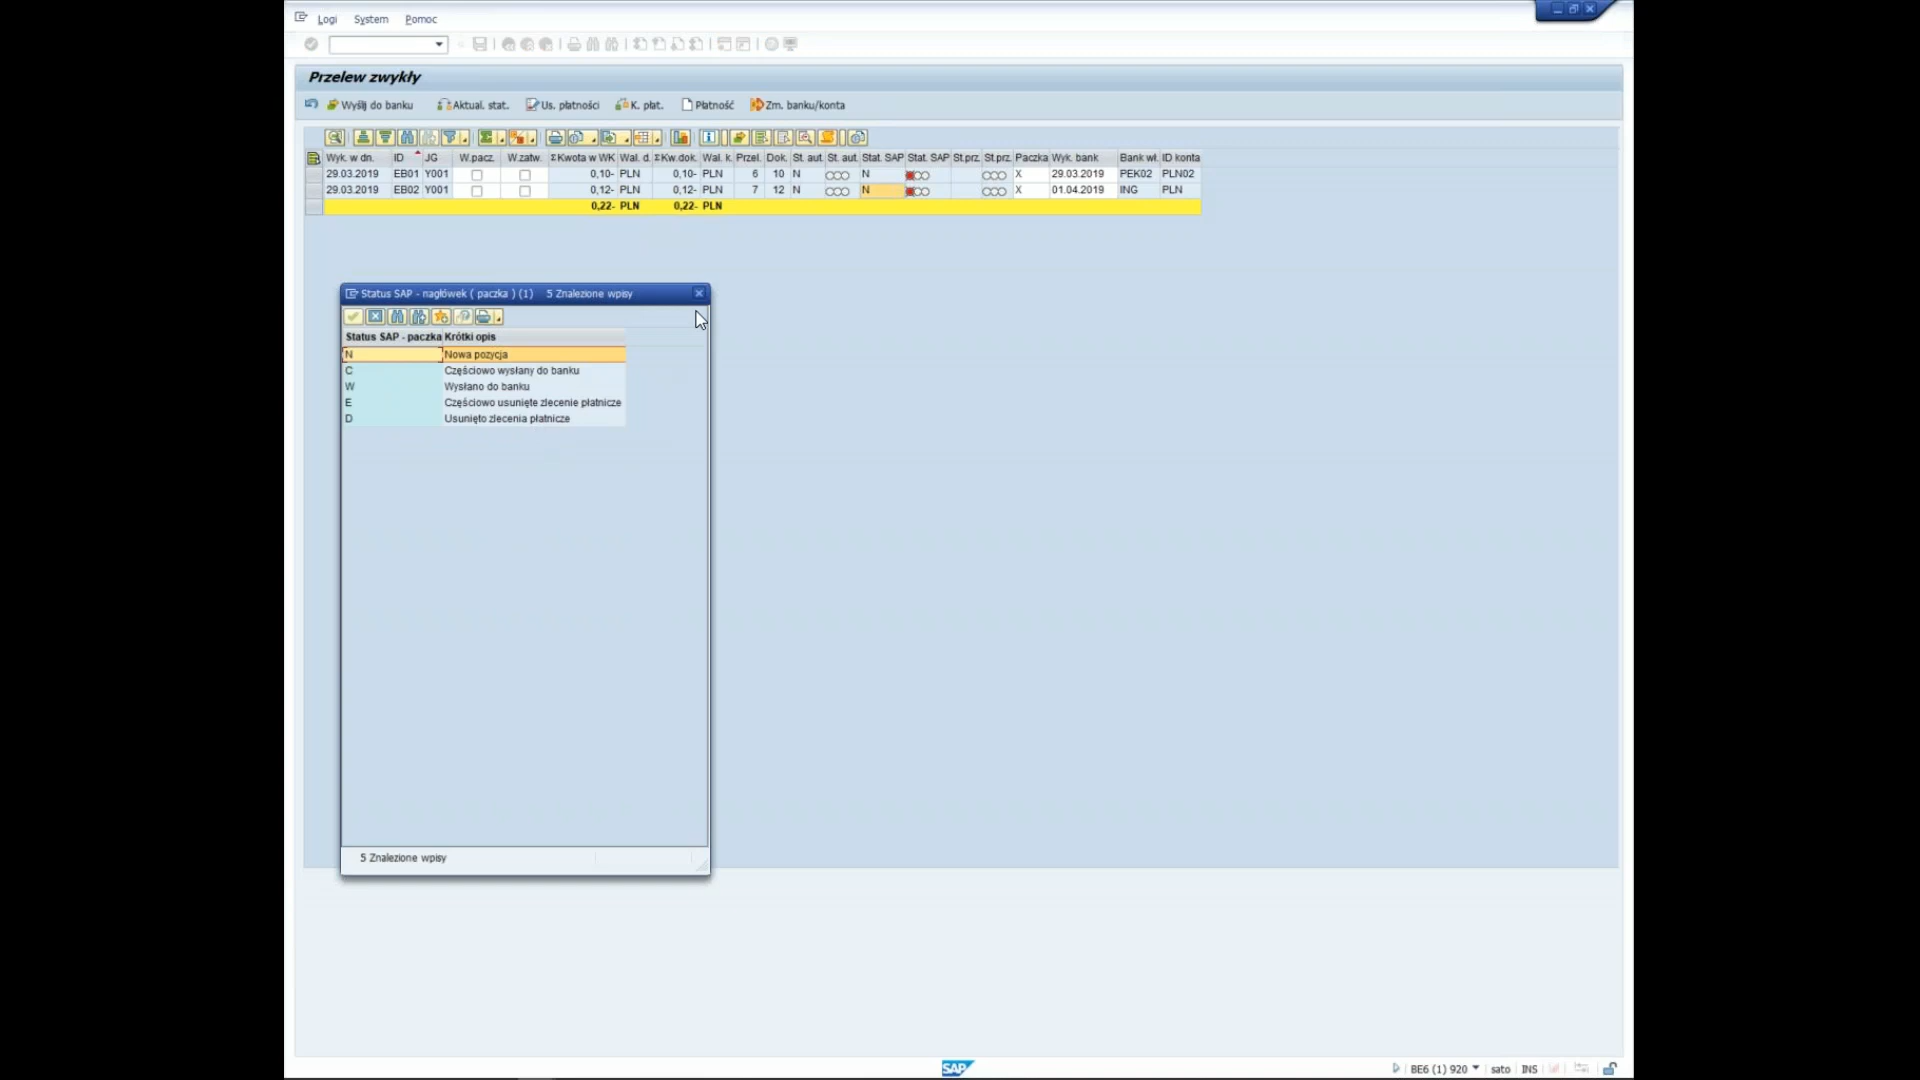 Logi System Pomoc
Przelew zwykły
Wyślij do banku Aktual. stat. Us. płatności K. płat. Płatność Zm. banku/konta
Wyk. w dn. ID JG W.pacz. W.zatw. ΣKwota w WK Wal. d. ΣKw.dok. Wal. k. Przel. Dok. St. aut. St. aut. Stat. SAP Stat. SAP St.prz. St.prz. Paczka Wyk. bank Bank wł. ID konta
29.03.2019 EB01 Y001 0,10- PLN 0,10- PLN 6 10 N N X 29.03.2019 PEK02 PLN02
29.03.2019 EB02 Y001 0,12- PLN 0,12- PLN 7 12 N N X 01.04.2019 ING PLN
0,22- PLN 0,22- PLN
Status SAP - nagłówek ( paczka ) (1) 5 Znalezione wpisy
Status SAP - paczka Krótki opis
N Nowa pozycja
C Częściowo wysłany do banku
W Wysłano do banku
E Częściowo usunięte zlecenie płatnicze
D Usunięto zlecenia płatnicze
5 Znalezione wpisy
SAP BE6 (1) 920 sato INS